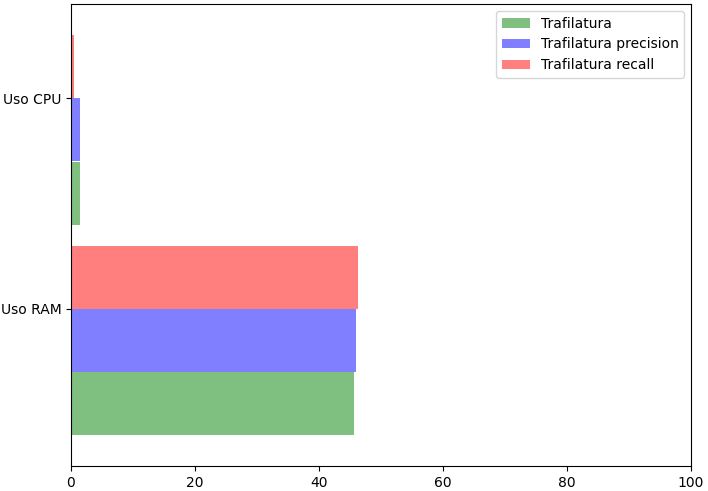 Trafilatura
Trafilatura precision
Trafilatura recall
Uso CPU
Uso RAM
0 20 40 60 80 100